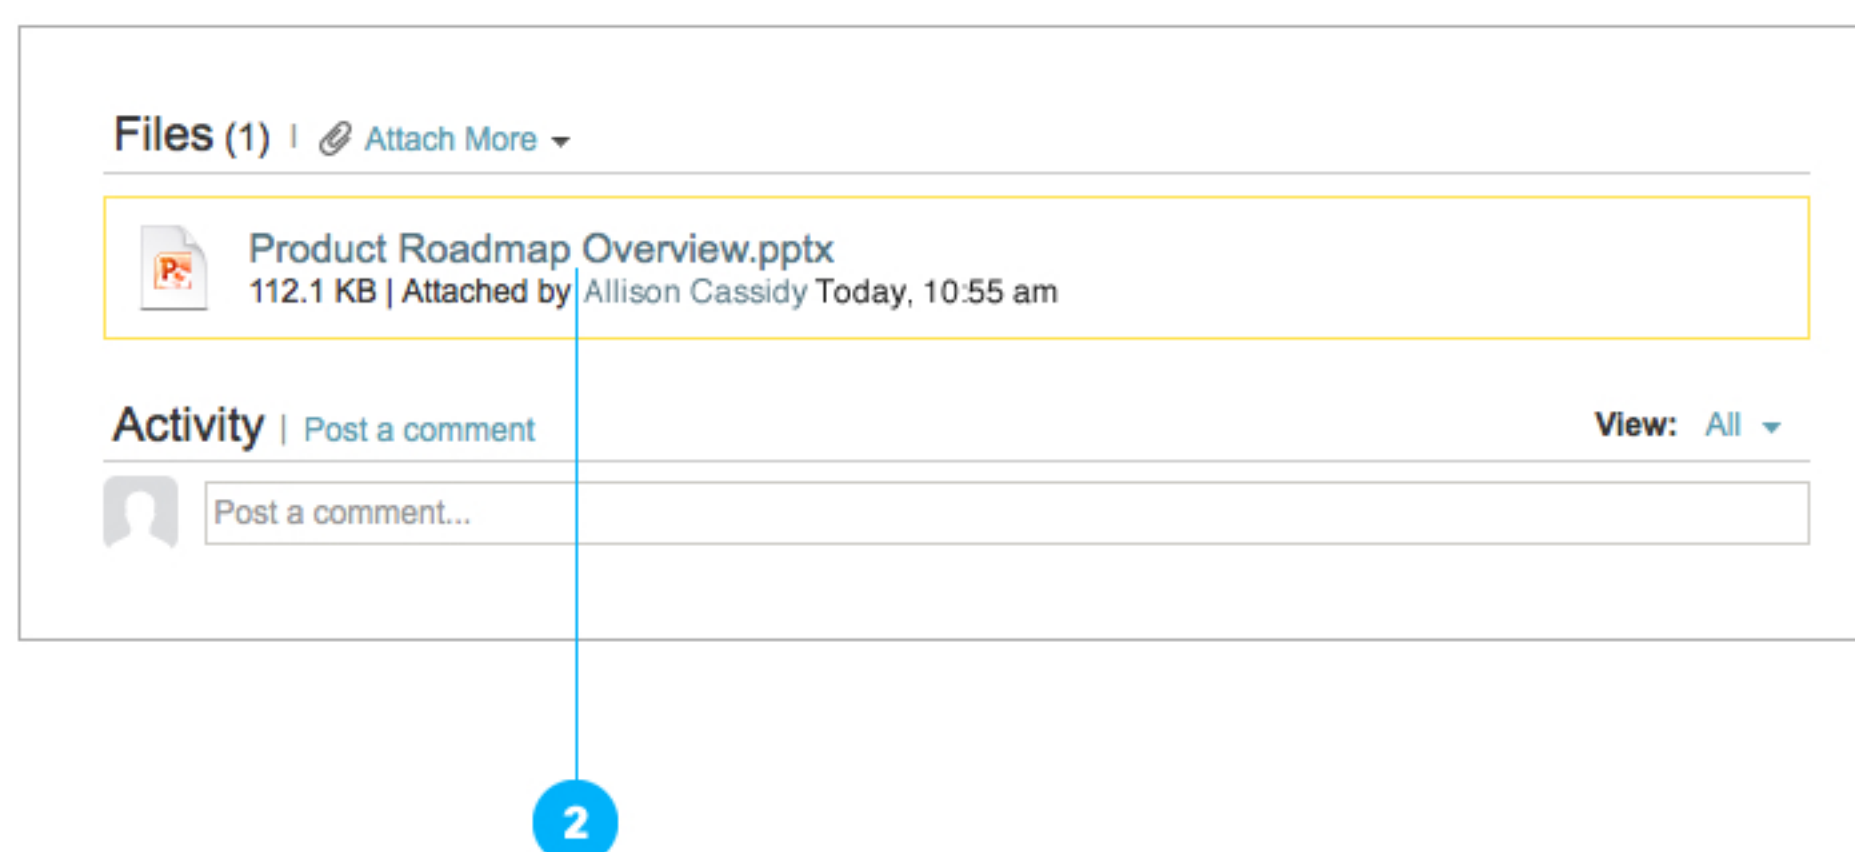 Files (1) | Attach More
Product Roadmap Overview.pptx
112.1 KB | Attached by Allison Cassidy Today, 10:55 am
Activity | Post a comment View: All
Post a comment...
2